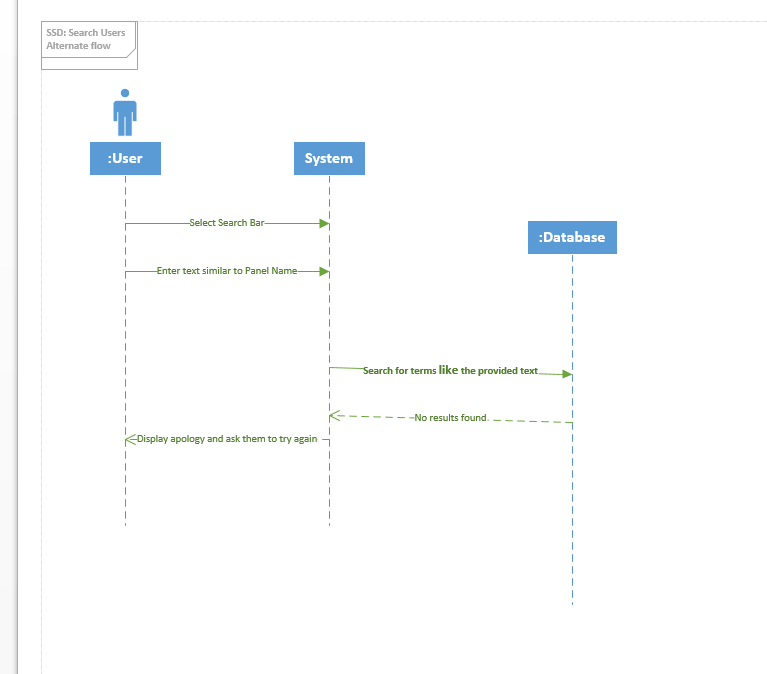 SSD: Search Users
Alternate flow
:User
System
Select Search Bar
:Database
Enter text similar to Panel Name
Search for terms like the provided text
No results found.
Display apology and ask them to try again